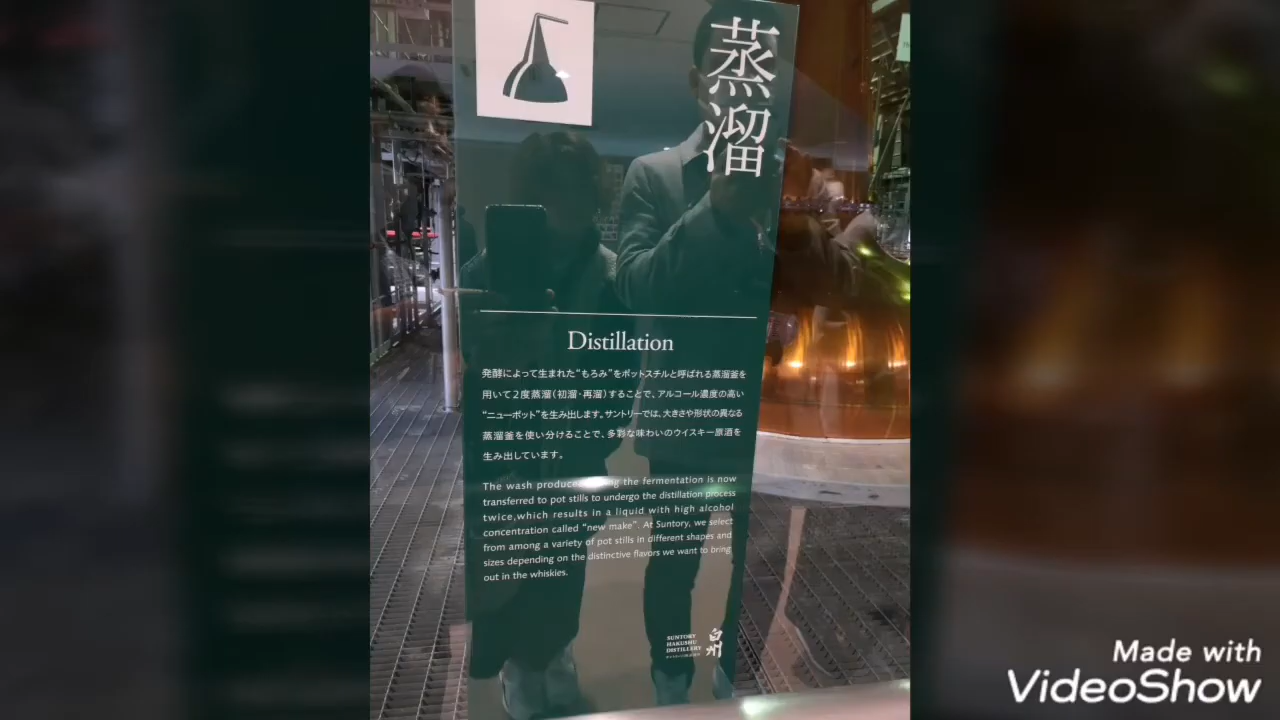 蒸溜
Distillation
発酵によって生まれた“もろみ”をポットスチルと呼ばれる蒸溜釜を
用いて2度蒸溜(初溜・再溜)することで、アルコール濃度の高い
“ニューポット”を生み出します。サントリーでは、大きさや形状の異なる
蒸溜釜を使い分けることで、多彩な味わいのウイスキー原酒を
生み出しています。
The wash produced the fermentation is now
transferred to pot stills to undergo the distillation process
twice,which results in a liquid with high alcohol
concentration called “new make”. At Suntory, we select
from among a variety of pot stills in different shapes and
sizes depending on the distinctive flavors we want to bring
out in the whiskies.
SUNTORY
HAKUSHU
DISTILLERY
白州
Made with
VideoShow